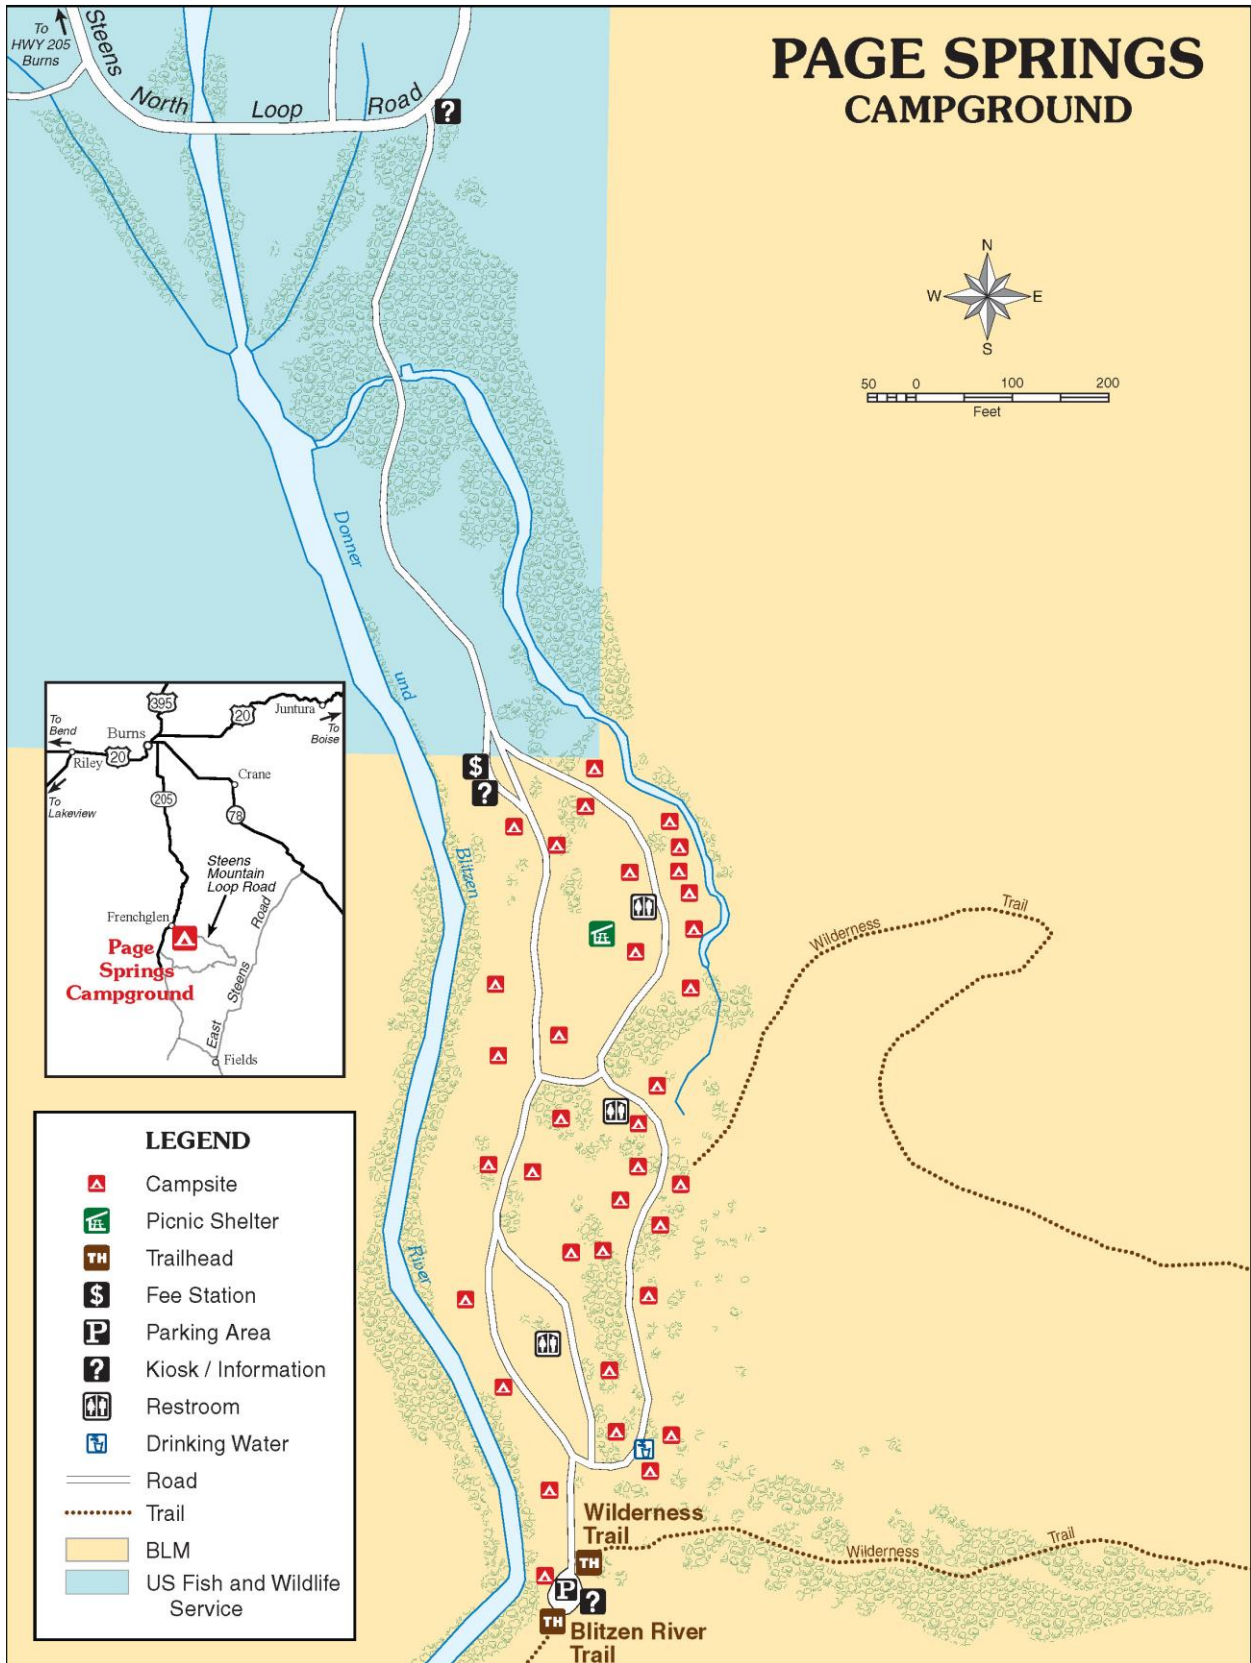 PAGE SPRINGS
CAMPGROUND
To
HWY 205
Burns
Steens
North
Loop
Road
?
N
W
E
S
50
0
100
200
Feet
Donner
und
Blitzen
River
395
20
Juntura
To
Boise
To
Bend
Burns
Riley
20
To
Lakeview
205
Crane
78
Steens
Mountain
Loop Road
Frenchglen
Page
Springs
Campground
East
Steens
Road
Fields
$
?
Wilderness
Trail
LEGEND
Campsite
Picnic Shelter
TH
Trailhead
$
Fee Station
P
Parking Area
?
Kiosk / Information
Restroom
Drinking Water
Road
Trail
BLM
US Fish and Wildlife
Service
Wilderness
Trail
TH
Wilderness
Trail
P
?
TH
Blitzen River
Trail